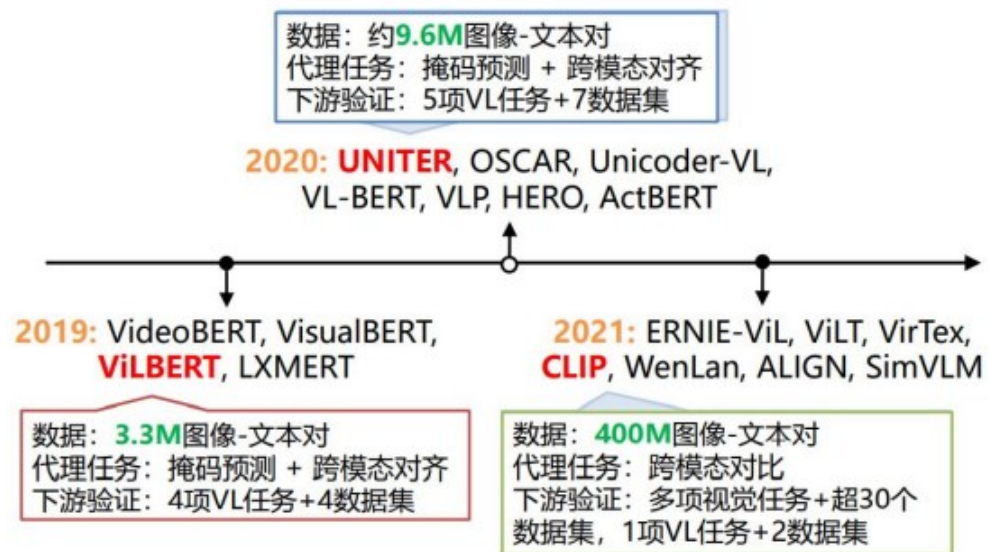 数据：约9.6M图像-文本对
代理任务：掩码预测 + 跨模态对齐
下游验证：5项VL任务+7数据集
2020: UNITER, OSCAR, Unicoder-VL,
VL-BERT, VLP, HERO, ActBERT
2019: VideoBERT, VisualBERT,
ViLBERT, LXMERT
数据：3.3M图像-文本对
代理任务：掩码预测 + 跨模态对齐
下游验证：4项VL任务+4数据集
2021: ERNIE-ViL, ViLT, VirTex,
CLIP, WenLan, ALIGN, SimVLM
数据：400M图像-文本对
代理任务：跨模态对比
下游验证：多项视觉任务+超30个
数据集，1项VL任务+2数据集